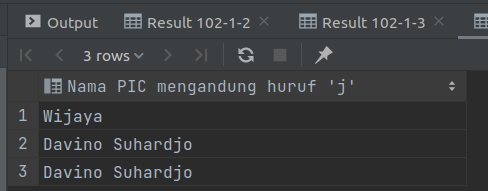 Output Result 102-1-2 Result 102-1-3
3 rows
Nama PIC mengandung huruf 'j'
1 Wijaya
2 Davino Suhardjo
3 Davino Suhardjo